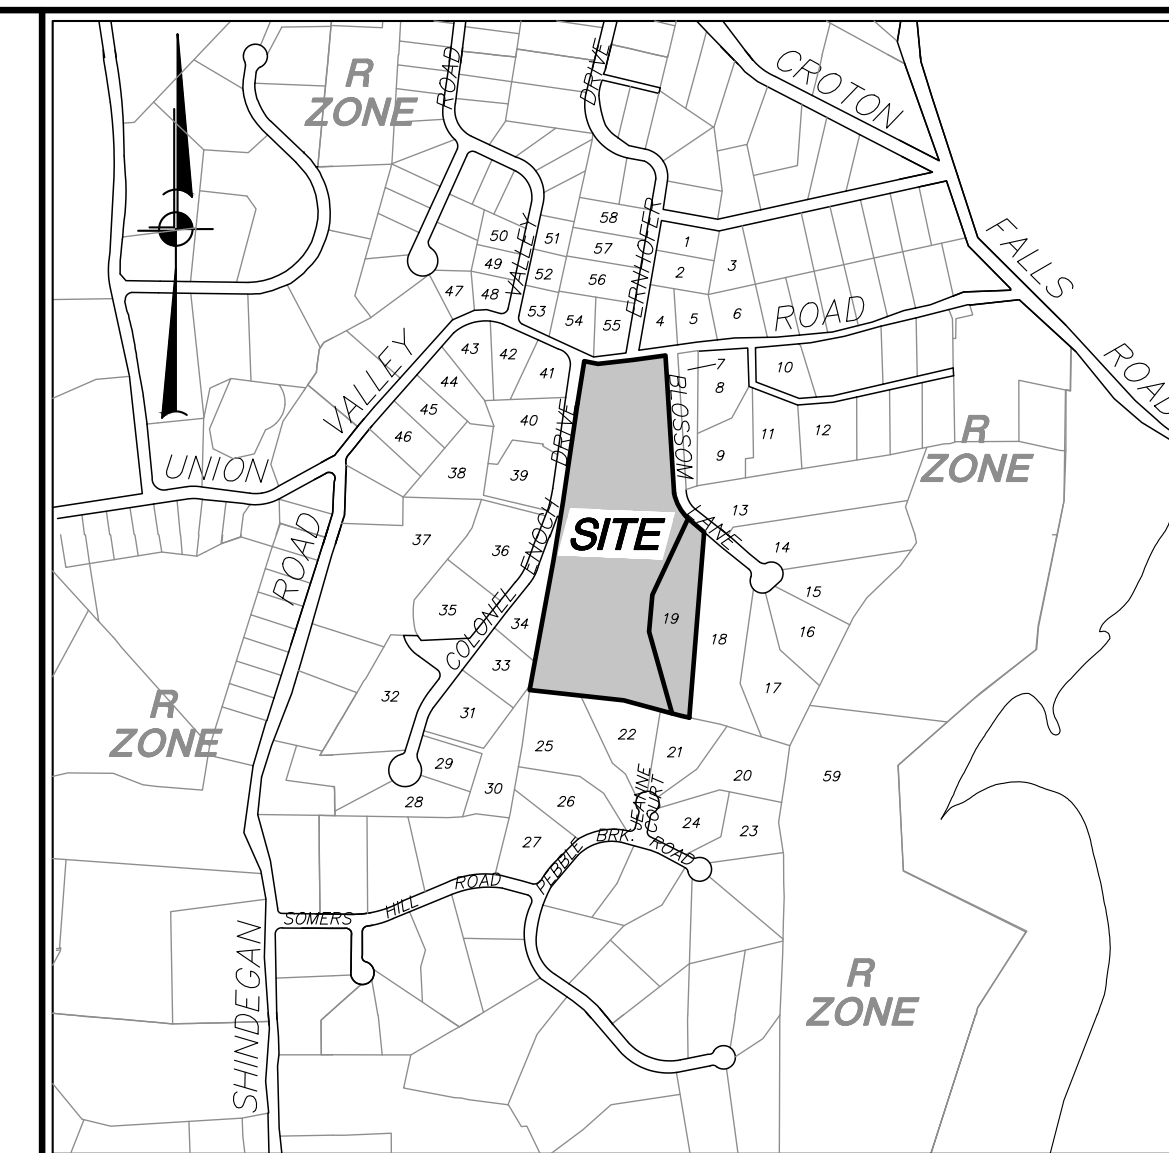 R
ZONE
ROAD
DRIVE
CROTON
FALLS
ROAD
58
50
51
57
1
49
52
56
2
3
47
48
53
54
55
4
5
6
VALLEY
ERNHOFER
ROAD
43
42
41
44
45
46
40
38
39
7
8
10
9
11
12
VALLEY
UNION
DRIVE
BLOSSOM
LANE
R
ZONE
SITE
13
14
15
16
17
18
19
37
36
35
34
33
32
31
ENOCH
COLONEL
ROAD
R
ZONE
25
22
21
20
59
29
30
28
26
27
24
23
JEANNE
COURT
PEBBLE
BRK.
ROAD
SOMERS
HILL
ROAD
SHINDEGAN
R
ZONE